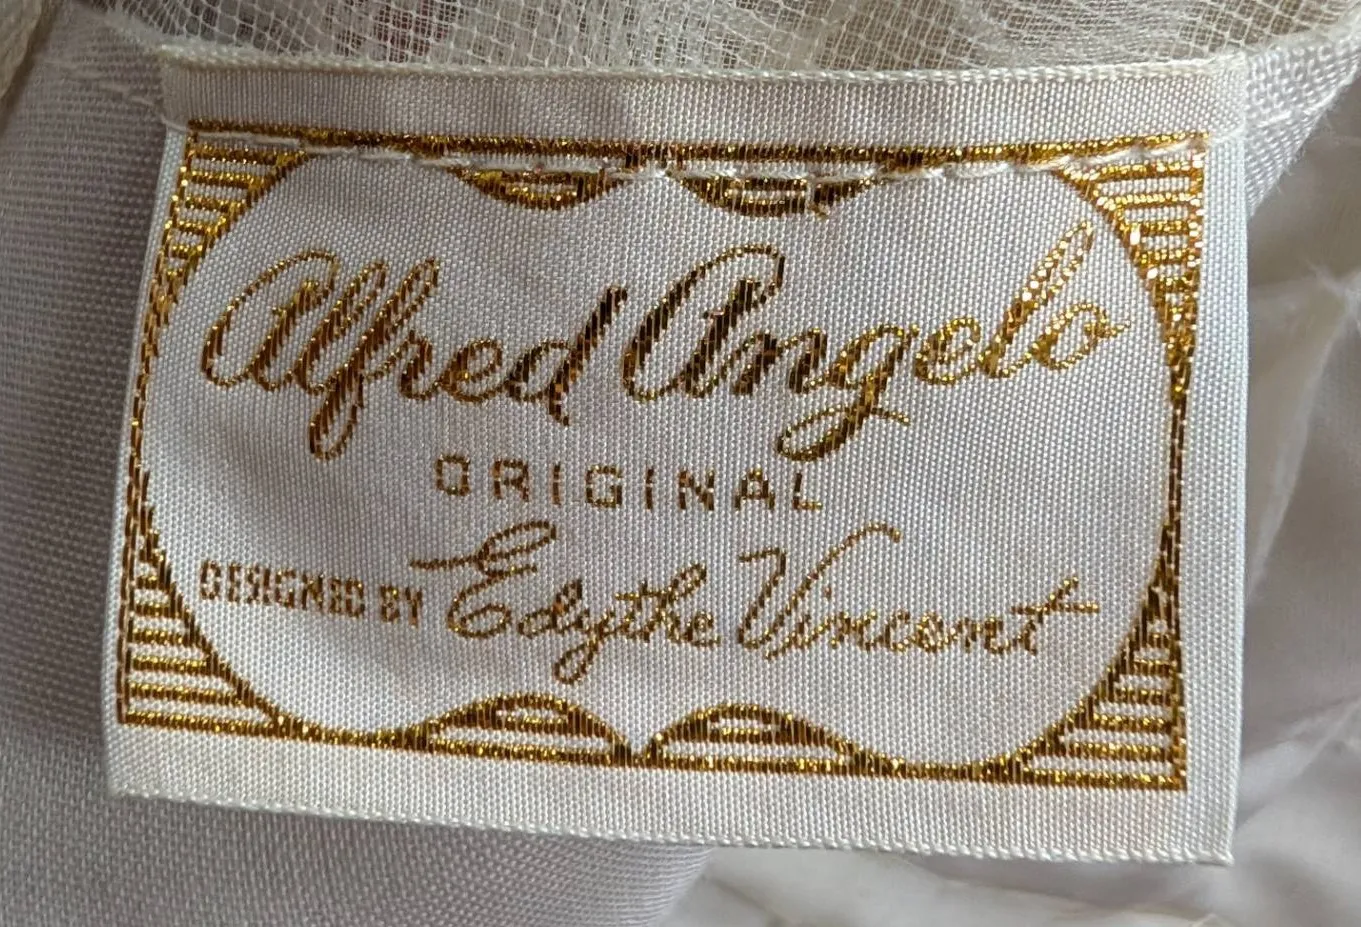 Alfred Angelo
ORIGINAL
DESIGNED BY Edythe Vincent